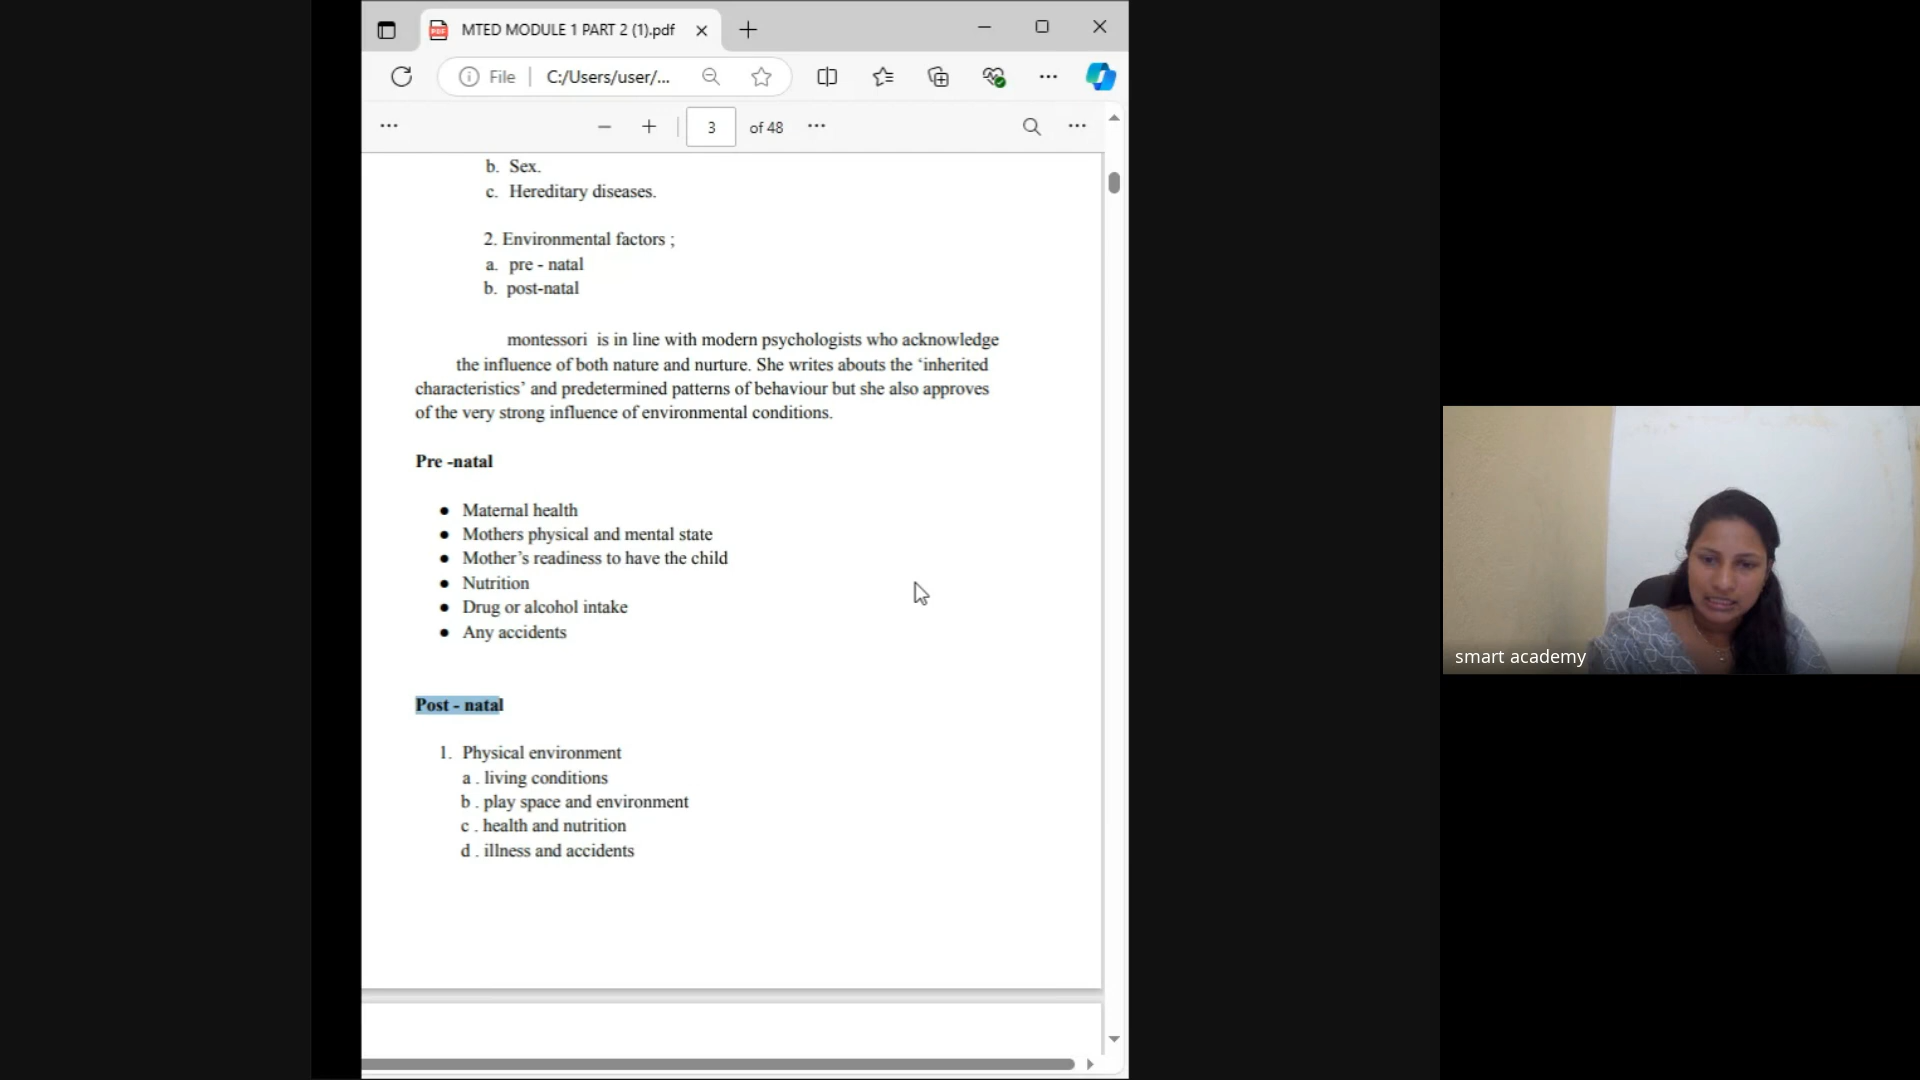 MTED MODULE 1 PART 2 (1).pdf
File
C:/Users/user/...
3 of 48
b. Sex.
c. Hereditary diseases.
2. Environmental factors ;
a. pre - natal
b. post-natal
montessori is in line with modern psychologists who acknowledge
the influence of both nature and nurture. She writes abouts the ‘inherited
characteristics’ and predetermined patterns of behaviour but she also approves
of the very strong influence of environmental conditions.
Pre -natal
● Maternal health
● Mothers physical and mental state
● Mother’s readiness to have the child
● Nutrition
● Drug or alcohol intake
● Any accidents
Post - natal
1. Physical environment
a . living conditions
b . play space and environment
c . health and nutrition
d . illness and accidents
smart academy